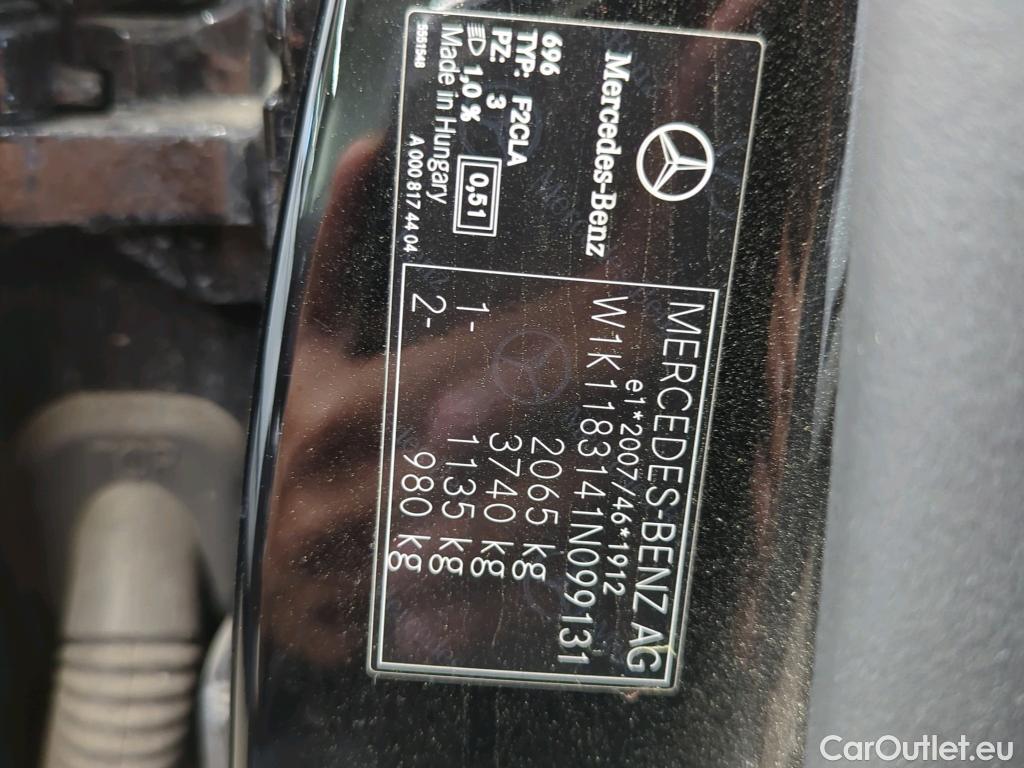 Mercedes-Benz
696
TYP: F2CLA
PZ: 3
1,0 %
0,51
Made in Hungary
2551546
A 000 817 44 04
MERCEDES-BENZ AG
e1*2007/46*1912
W1K1183141N099131
2065 kg
3740 kg
1- 1135 kg
2- 980 kg
CarOutlet.eu